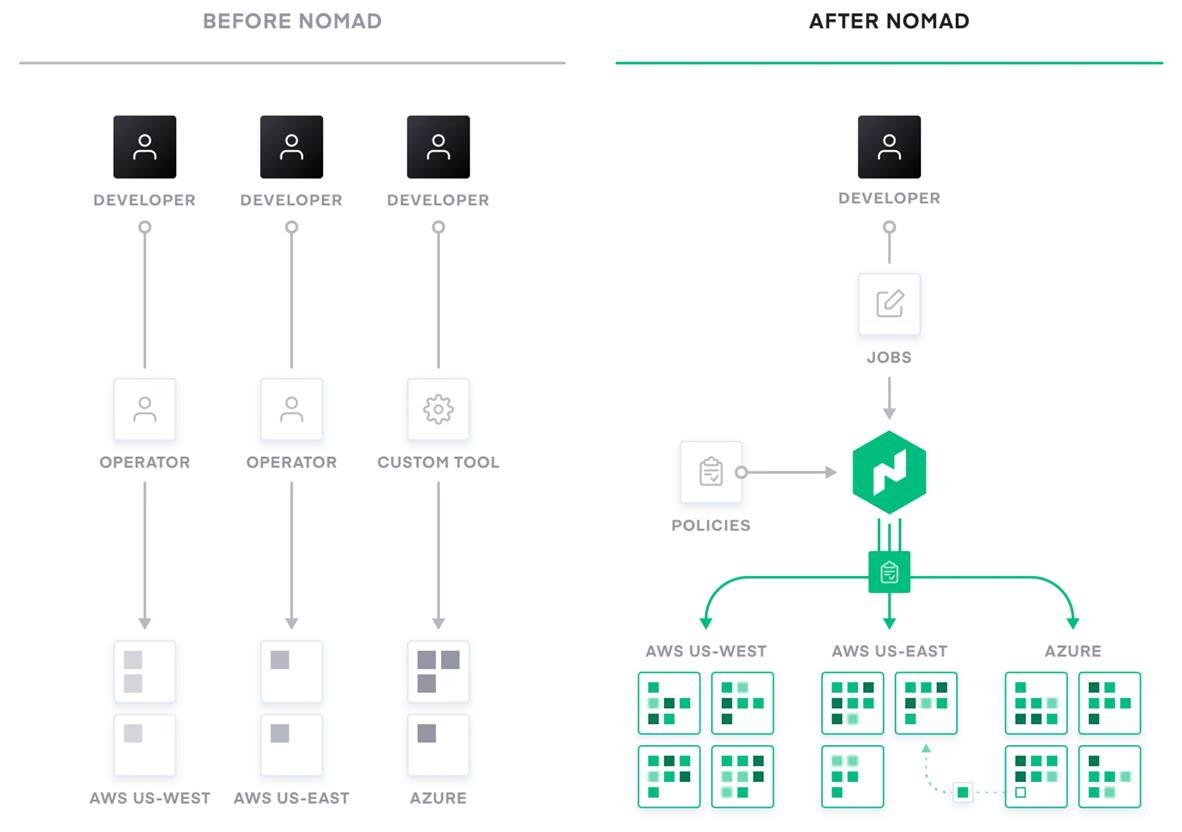 BEFORE NOMAD
DEVELOPER
DEVELOPER
DEVELOPER
OPERATOR
OPERATOR
CUSTOM TOOL
AWS US-WEST
AWS US-EAST
AZURE
AFTER NOMAD
DEVELOPER
JOBS
POLICIES
AWS US-WEST
AWS US-EAST
AZURE